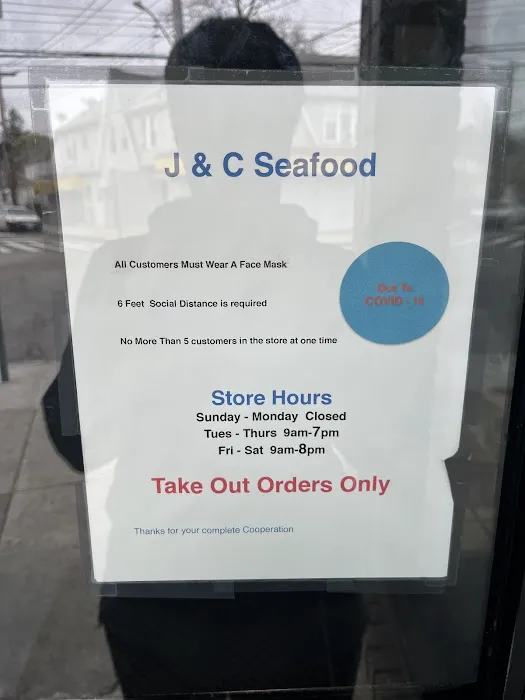 J & C Seafood
All Customers Must Wear A Face Mask
Due To
COVID - 19
6 Feet Social Distance is required
No More Than 5 customers in the store at one time
Store Hours
Sunday - Monday Closed
Tues - Thurs 9am-7pm
Fri - Sat 9am-8pm
Take Out Orders Only
Thanks for your complete Cooperation